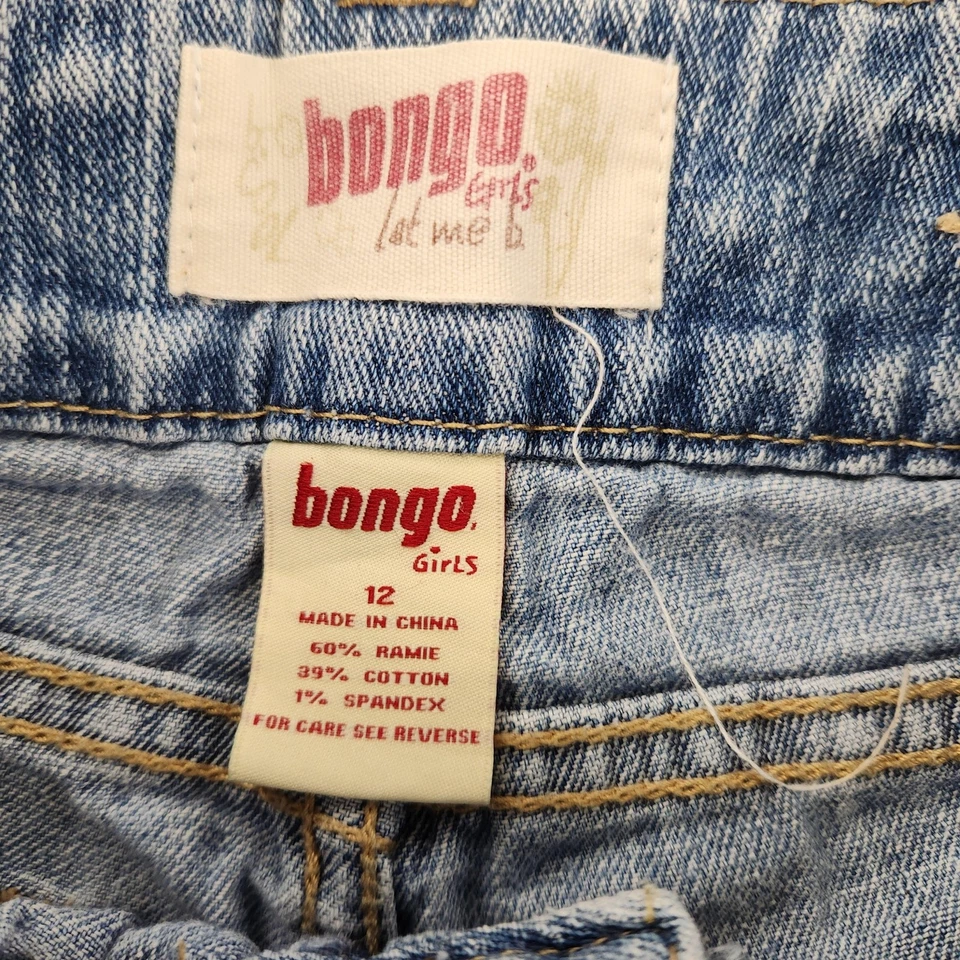 bongo.
GirLS
let me b
bongo.
GirLS
12
MADE IN CHINA
60% RAMIE
39% COTTON
1% SPANDEX
FOR CARE SEE REVERSE